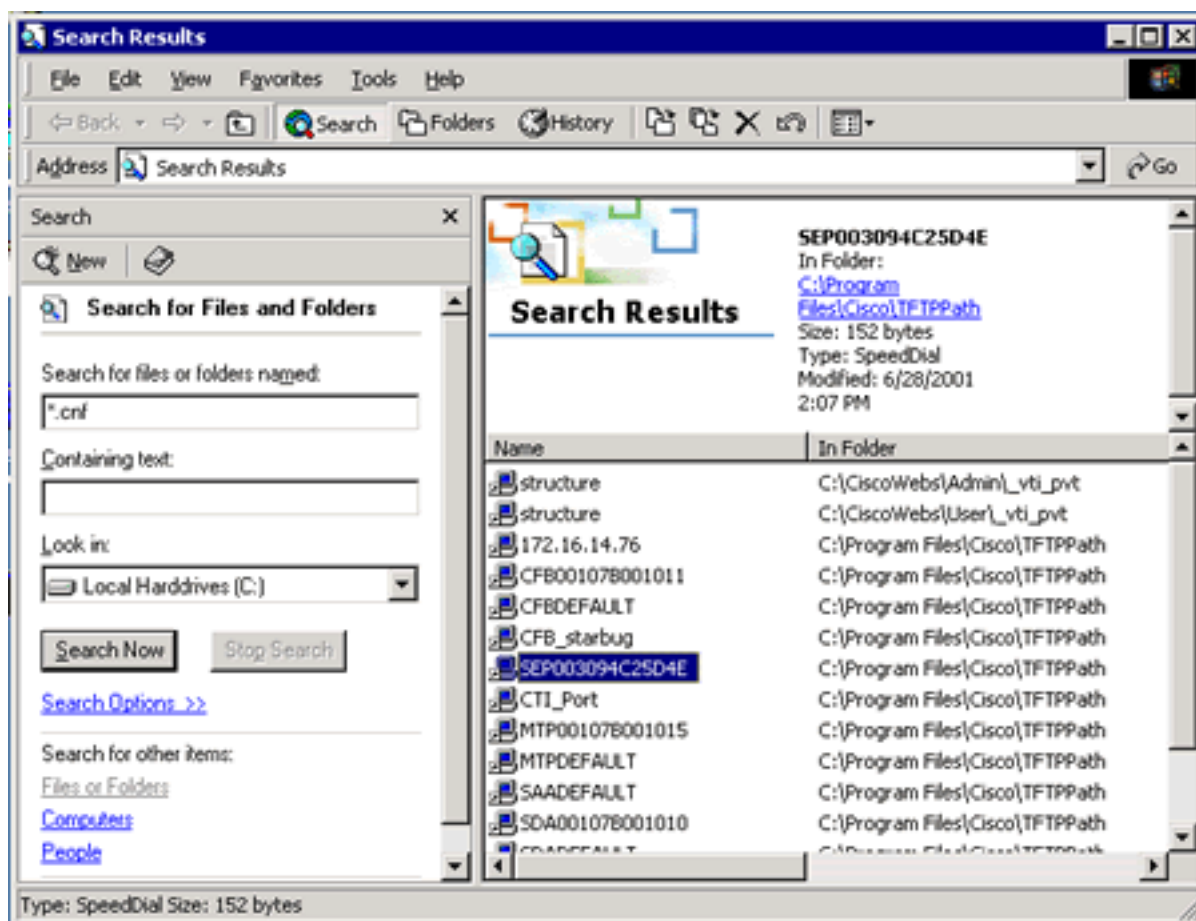 Search Results
File Edit View Favorites Tools Help
Back Search Folders History
Address Search Results Go
Search
New
Search for Files and Folders
Search for files or folders named:
*.cnf
Containing text:
Look in:
Local Harddrives (C:)
Search Now Stop Search
Search Options >>
Search for other items:
Files or Folders
Computers
People
Search Results
SEP003094C25D4E
In Folder:
C:\Program
Files\Cisco\TFTPPath
Size: 152 bytes
Type: SpeedDial
Modified: 6/28/2001
2:07 PM
Name In Folder
structure C:\CiscoWebs\Admin\_vti_pvt
structure C:\CiscoWebs\User\_vti_pvt
172.16.14.76 C:\Program Files\Cisco\TFTPPath
CFB00107B001011 C:\Program Files\Cisco\TFTPPath
CFBDEFAULT C:\Program Files\Cisco\TFTPPath
CFB_starbug C:\Program Files\Cisco\TFTPPath
SEP003094C25D4E C:\Program Files\Cisco\TFTPPath
CTI_Port C:\Program Files\Cisco\TFTPPath
MTP00107B001015 C:\Program Files\Cisco\TFTPPath
MTPDEFAULT C:\Program Files\Cisco\TFTPPath
SAADEFAULT C:\Program Files\Cisco\TFTPPath
SDA00107B001010 C:\Program Files\Cisco\TFTPPath
Type: SpeedDial Size: 152 bytes